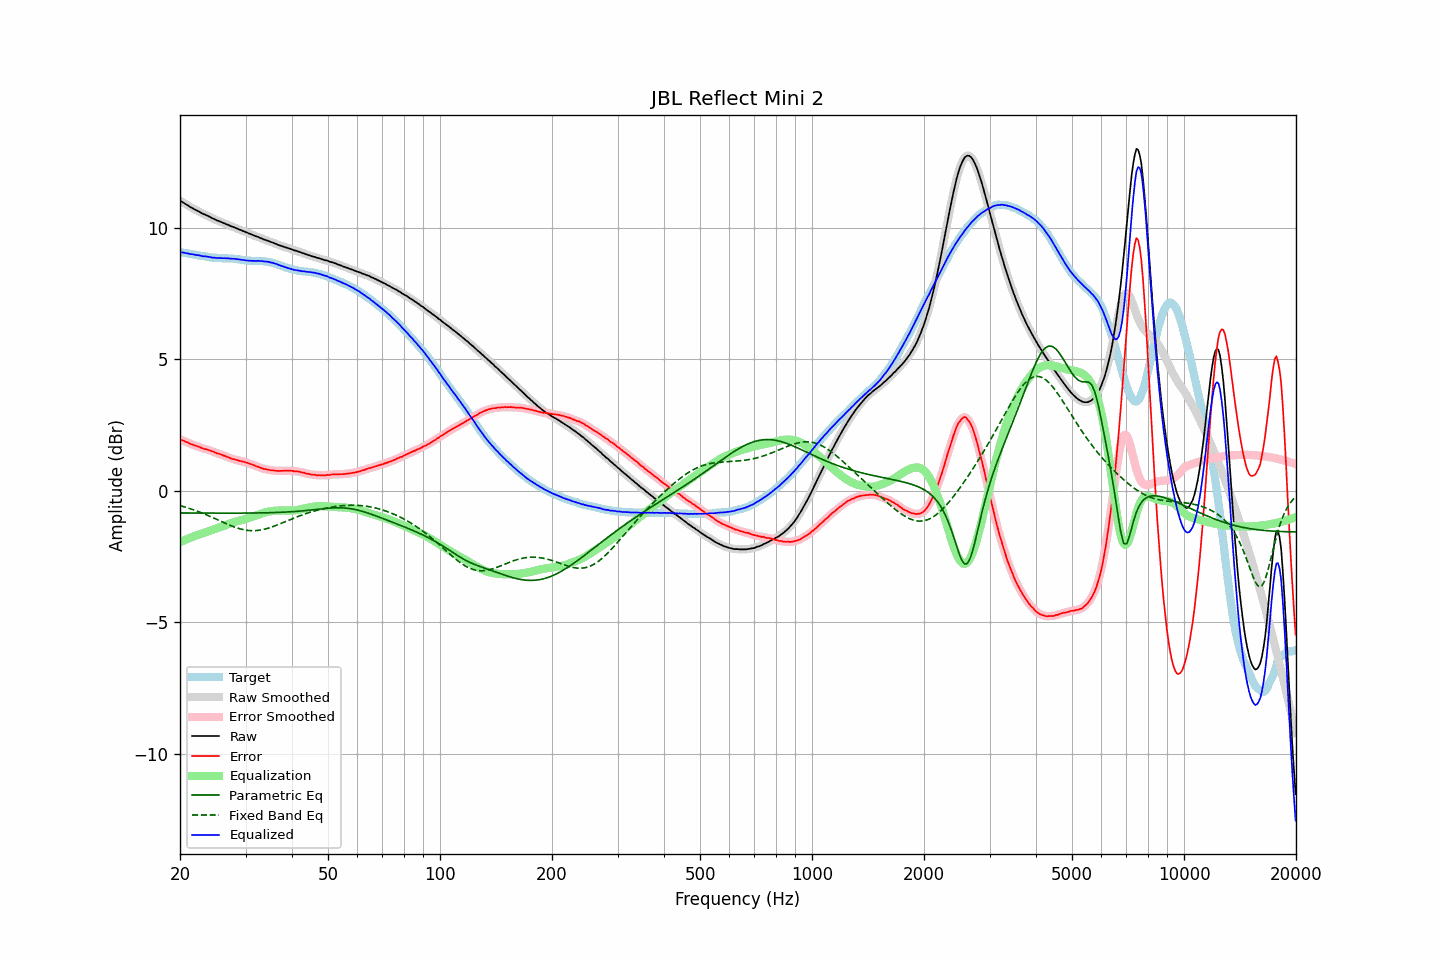 JBL Reflect Mini 2
Amplitude (dBr)
10
5
0
−5
−10
Target
Raw Smoothed
Error Smoothed
Raw
Error
Equalization
Parametric Eq
Fixed Band Eq
Equalized
20 50 100 200 500 1000 2000 5000 10000 20000
Frequency (Hz)